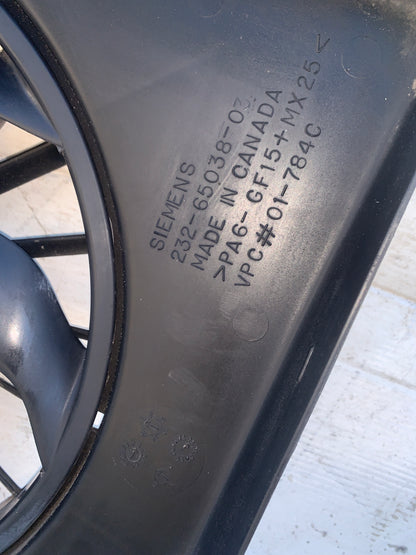 SIEMENS
232-65038-03
MADE IN CANADA
>PA6-GF15+MX25<
VPC#01-784C